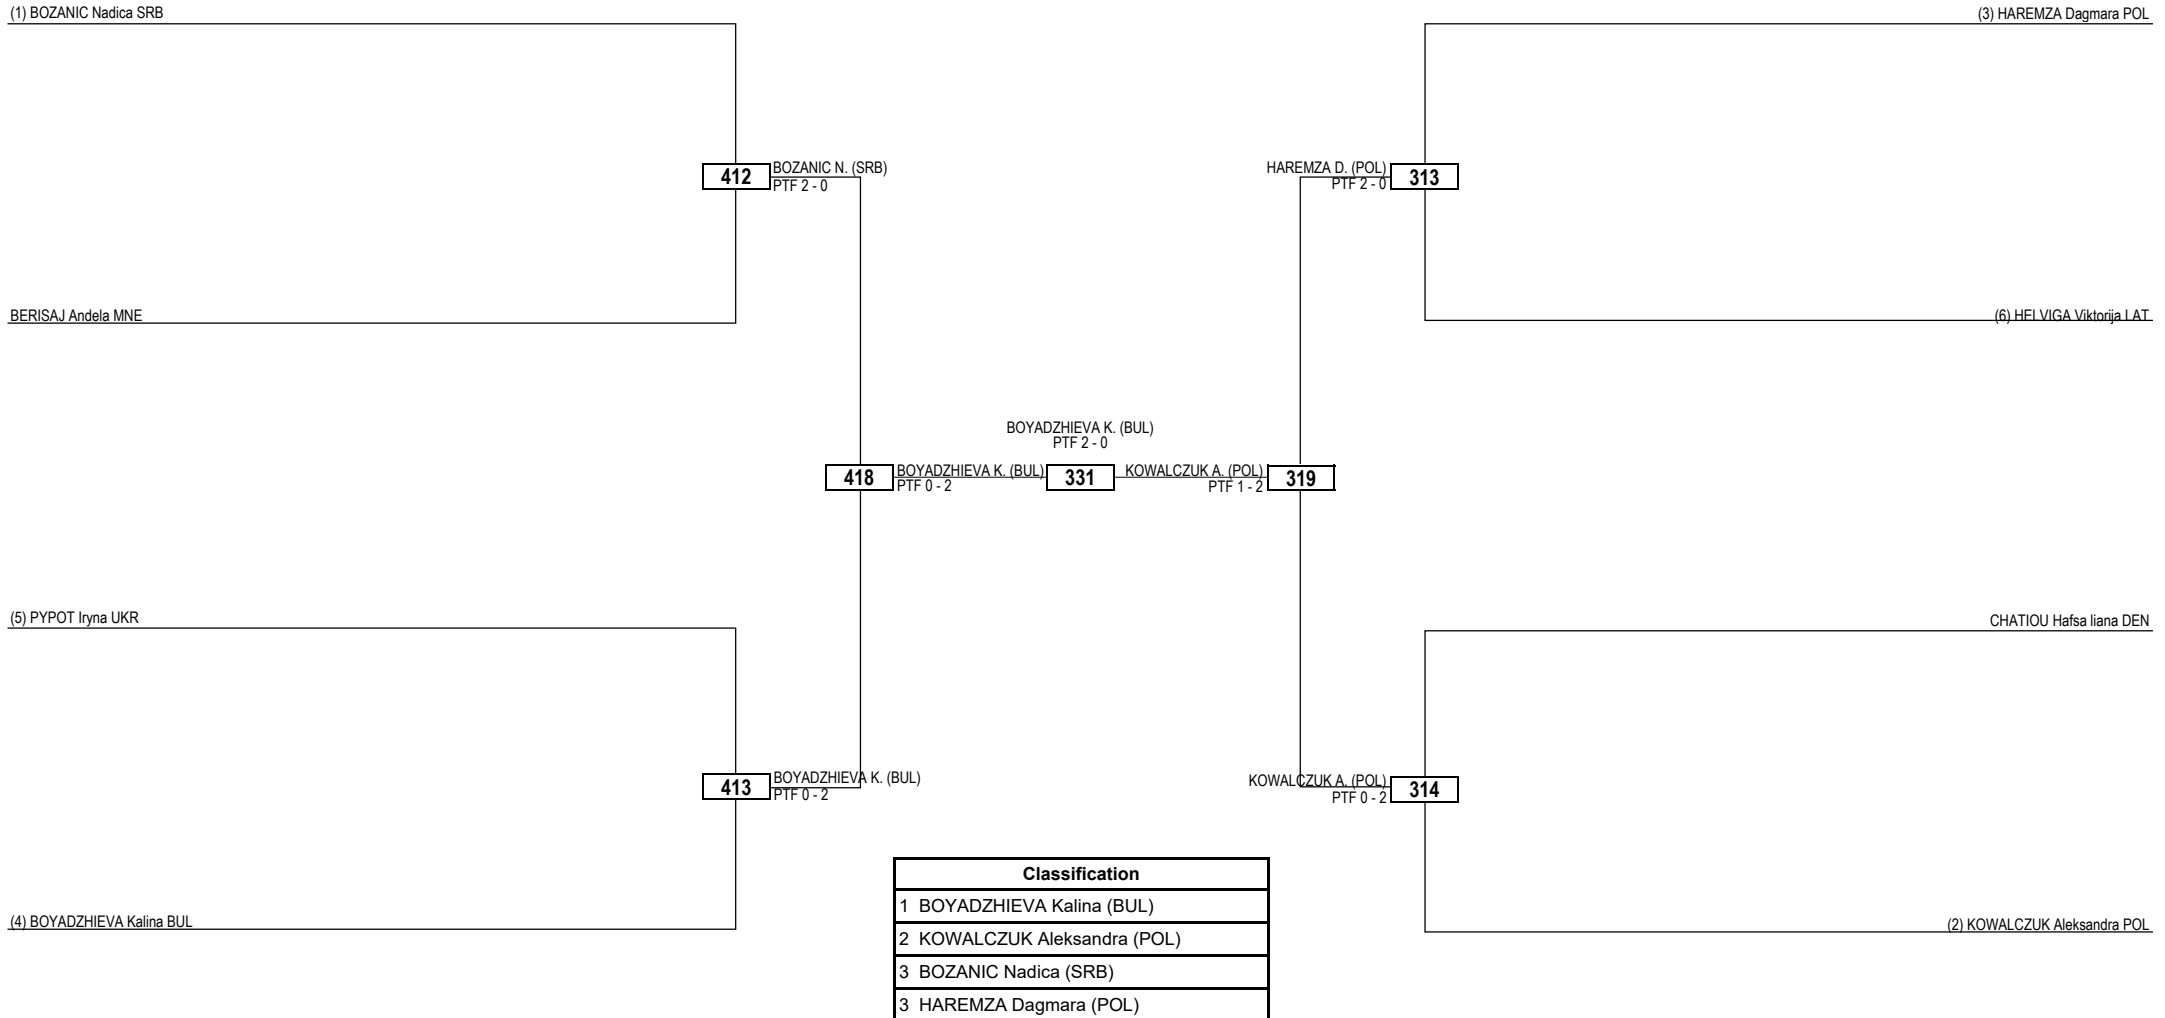 (1) BOZANIC Nadica SRB
(3) HAREMZA Dagmara POL
412
BOZANIC N. (SRB)
PTF 2 - 0
HAREMZA D. (POL)
PTF 2 - 0
313
BERISAJ Andela MNE
(6) HELVIGA Viktorija LAT
BOYADZHIEVA K. (BUL)
PTF 2 - 0
418
BOYADZHIEVA K. (BUL)
PTF 0 - 2
331
KOWALCZUK A. (POL)
PTF 1 - 2
319
(5) PYPOT Iryna UKR
CHATIOU Hafsa liana DEN
413
BOYADZHIEVA K. (BUL)
PTF 0 - 2
KOWALCZUK A. (POL)
PTF 0 - 2
314
(4) BOYADZHIEVA Kalina BUL
(2) KOWALCZUK Aleksandra POL
Classification
1 BOYADZHIEVA Kalina (BUL)
2 KOWALCZUK Aleksandra (POL)
3 BOZANIC Nadica (SRB)
3 HAREMZA Dagmara (POL)